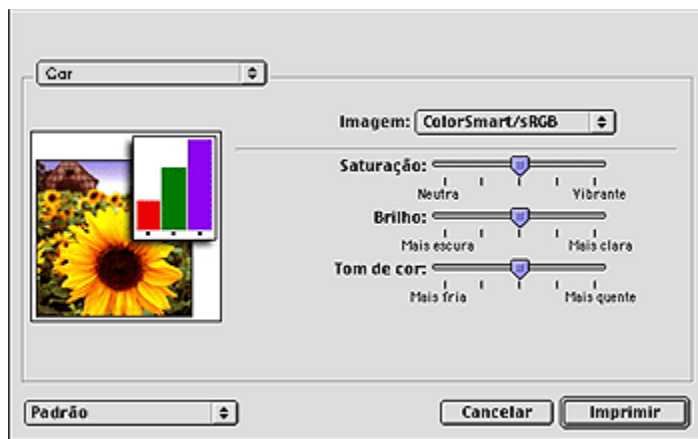 Cor
Imagem: ColorSmart/sRGB
Saturação:
Neutra Vibrante
Brilho:
Mais escura Mais clara
Tom de cor:
Mais fria Mais quente
Padrão Cancelar Imprimir